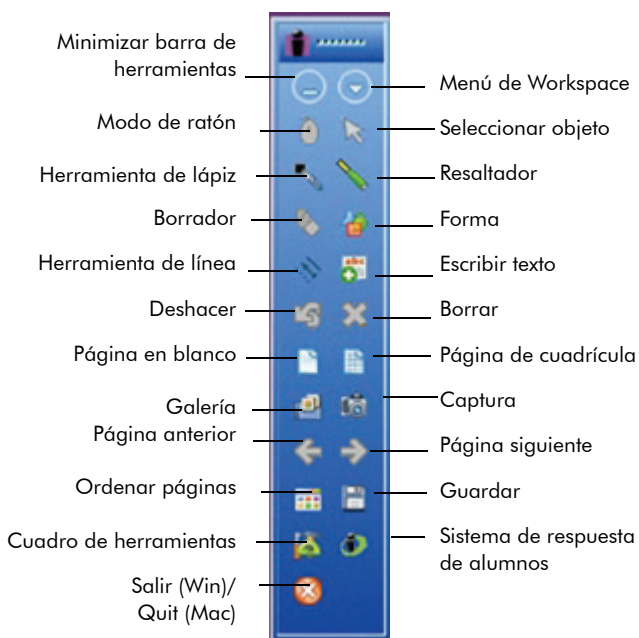 Minimizar barra de
herramientas
Menú de Workspace
Modo de ratón
Seleccionar objeto
Herramienta de lápiz
Resaltador
Borrador
Forma
Herramienta de línea
Escribir texto
abc
Deshacer
Borrar
Página en blanco
Página de cuadrícula
Galería
Captura
Página anterior
Página siguiente
Ordenar páginas
Guardar
Cuadro de herramientas
Sistema de respuesta
de alumnos
Salir (Win)/
Quit (Mac)